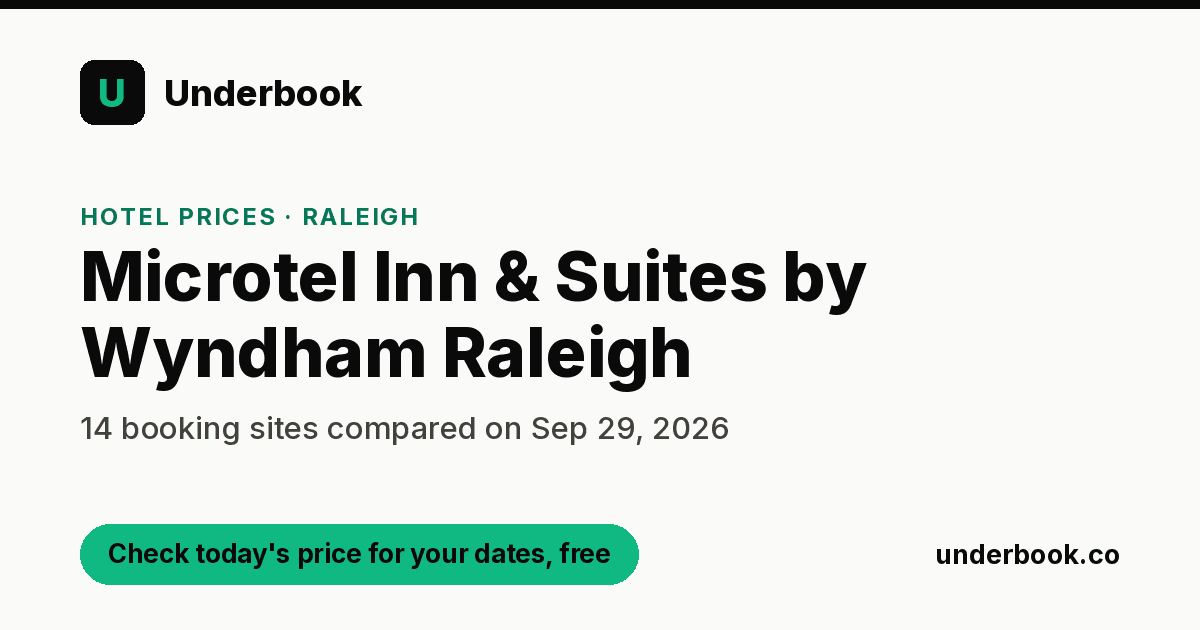 U Underbook
HOTEL PRICES · RALEIGH
Microtel Inn & Suites by
Wyndham Raleigh
14 booking sites compared on Sep 29, 2026
Check today's price for your dates, free
underbook.co